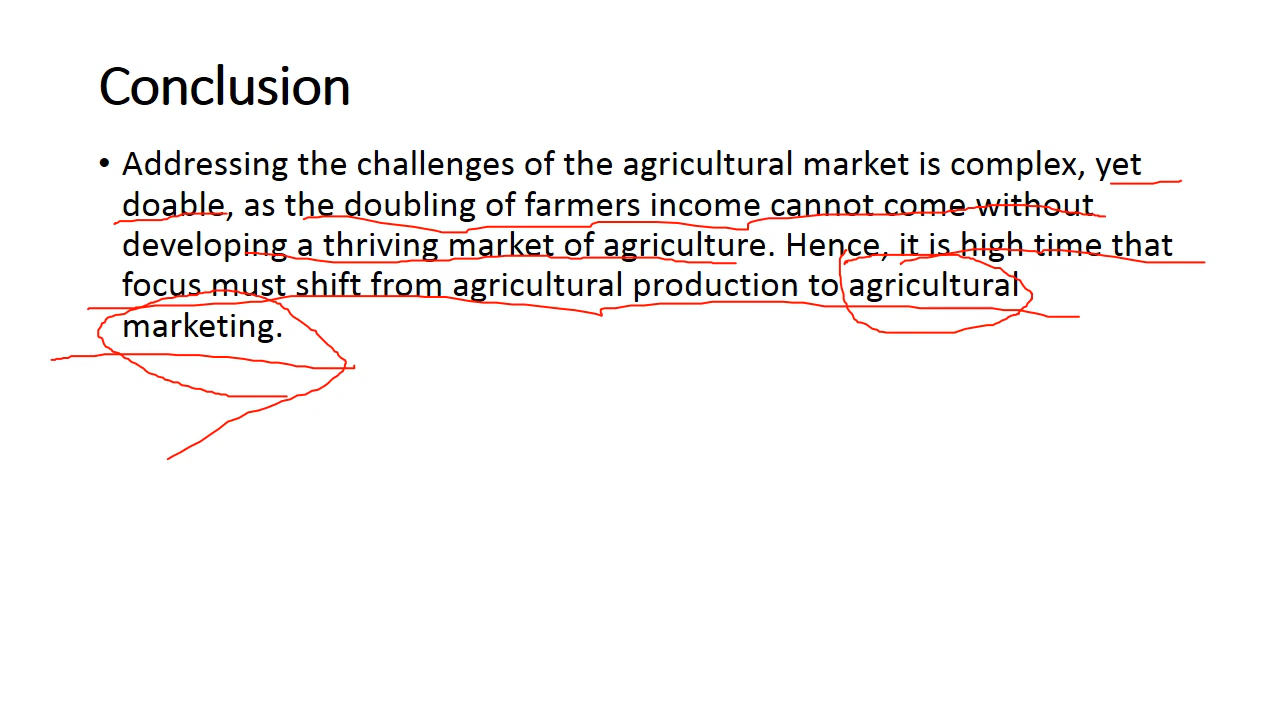 Conclusion
• Addressing the challenges of the agricultural market is complex, yet
doable, as the doubling of farmers income cannot come without
developing a thriving market of agriculture. Hence, it is high time that
focus must shift from agricultural production to agricultural
marketing.